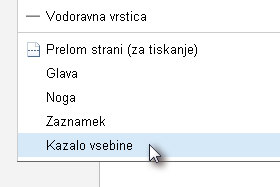 Vodoravna vrstica
Prelom strani (za tiskanje)
Glava
Noga
Zaznamek
Kazalo vsebine